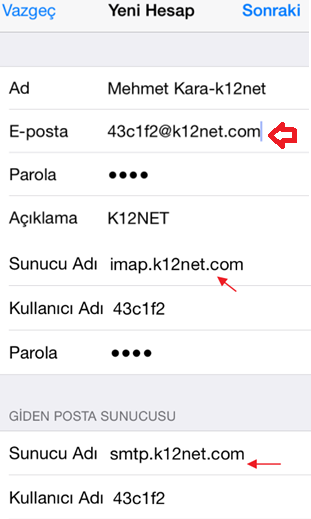 Vazgeç Yeni Hesap Sonraki
Ad Mehmet Kara-k12net
E-posta 43c1f2@k12net.com
Parola ●●●●
Açıklama K12NET
Sunucu Adı imap.k12net.com
Kullanıcı Adı 43c1f2
Parola ●●●●
GİDEN POSTA SUNUCUSU
Sunucu Adı smtp.k12net.com
Kullanıcı Adı 43c1f2